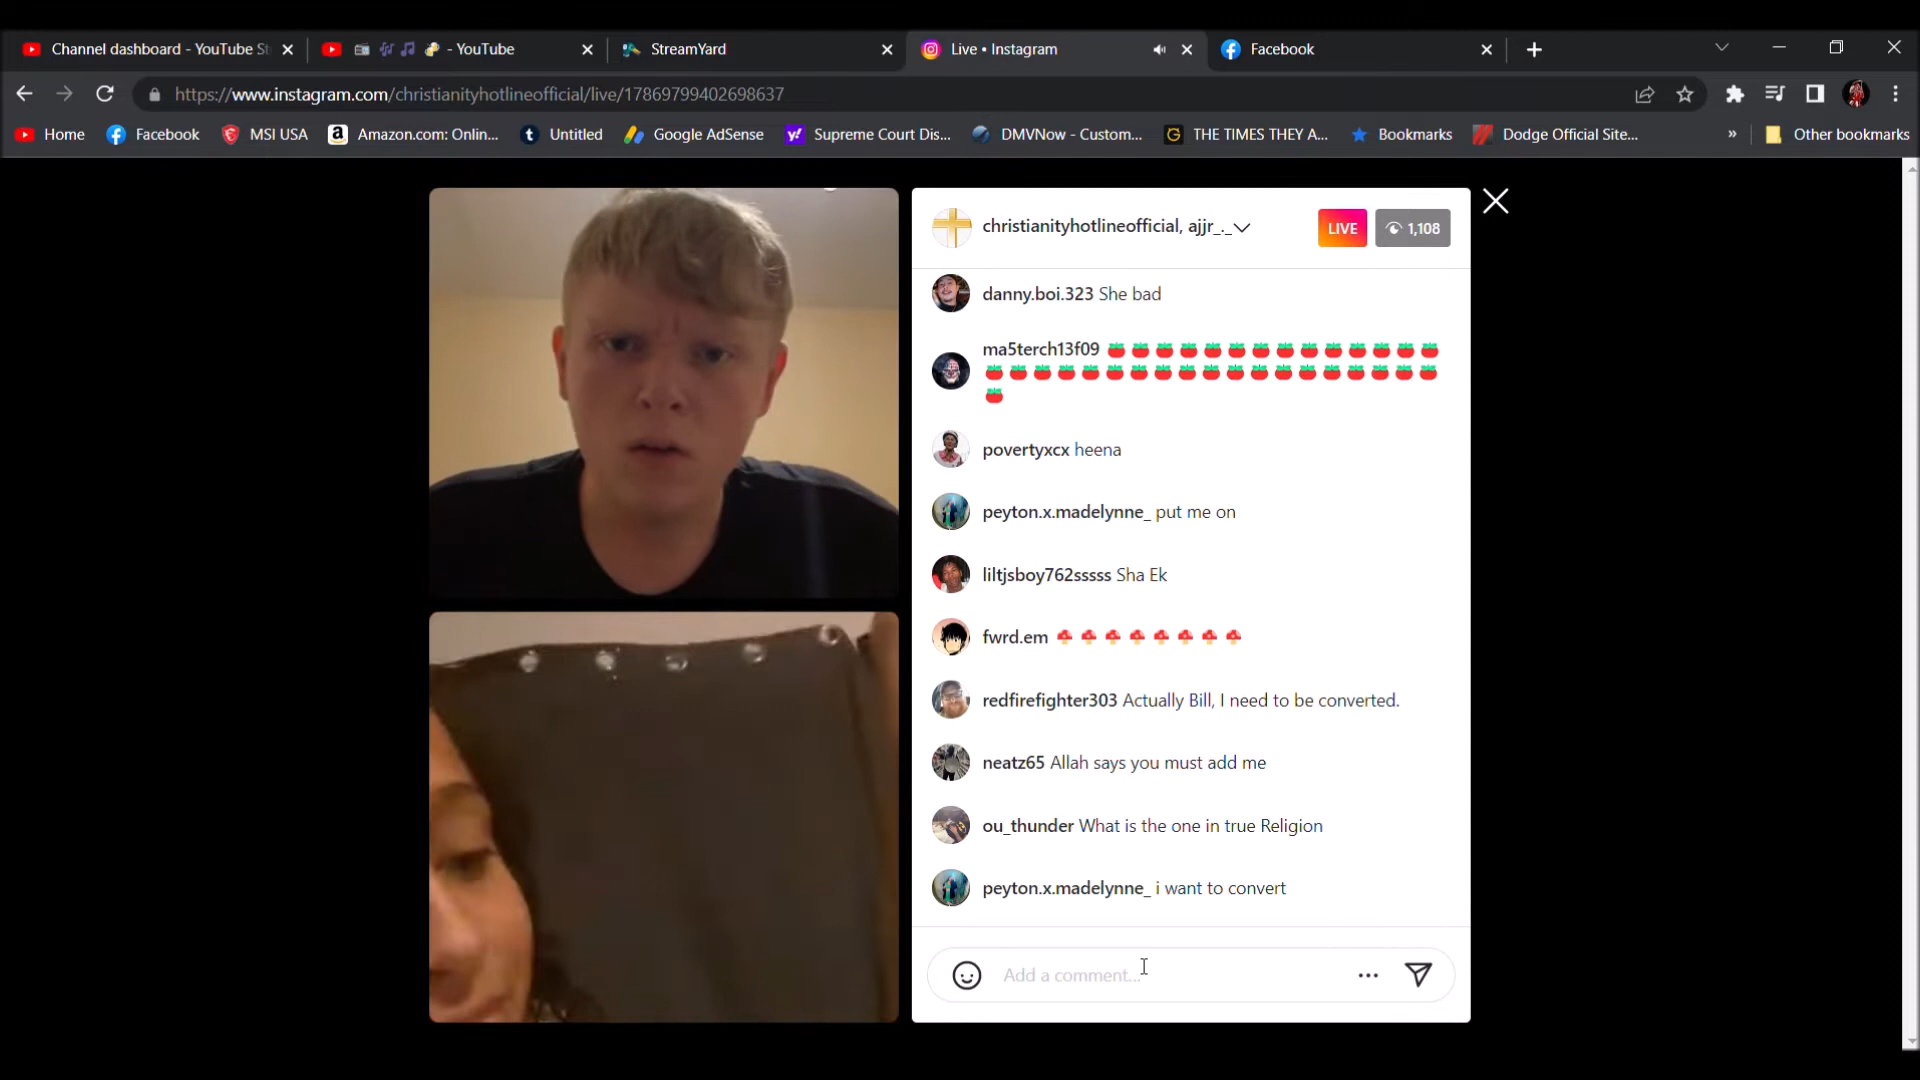 Channel dashboard - YouTube St
- YouTube
StreamYard
Live • Instagram
Facebook
https://www.instagram.com/christianityhotlineofficial/live/17869799402698637
Home
Facebook
MSI USA
Amazon.com: Onlin...
Untitled
Google AdSense
Supreme Court Dis...
DMVNow - Custom...
THE TIMES THEY A...
Bookmarks
Dodge Official Site...
»
Other bookmarks
christianityhotlineofficial, ajjr_._
LIVE
1,108
danny.boi.323 She bad
ma5terch13f09 🍅🍅🍅🍅🍅🍅🍅🍅🍅🍅🍅🍅🍅🍅
🍅🍅🍅🍅🍅🍅🍅🍅🍅🍅🍅🍅🍅🍅🍅🍅🍅🍅🍅
🍅
povertyxcx heena
peyton.x.madelynne_ put me on
liltjsboy762sssss Sha Ek
fwrd.em 🍄🍄🍄🍄🍄🍄🍄🍄
redfirefighter303 Actually Bill, I need to be converted.
neatz65 Allah says you must add me
ou_thunder What is the one in true Religion
peyton.x.madelynne_ i want to convert
Add a comment...